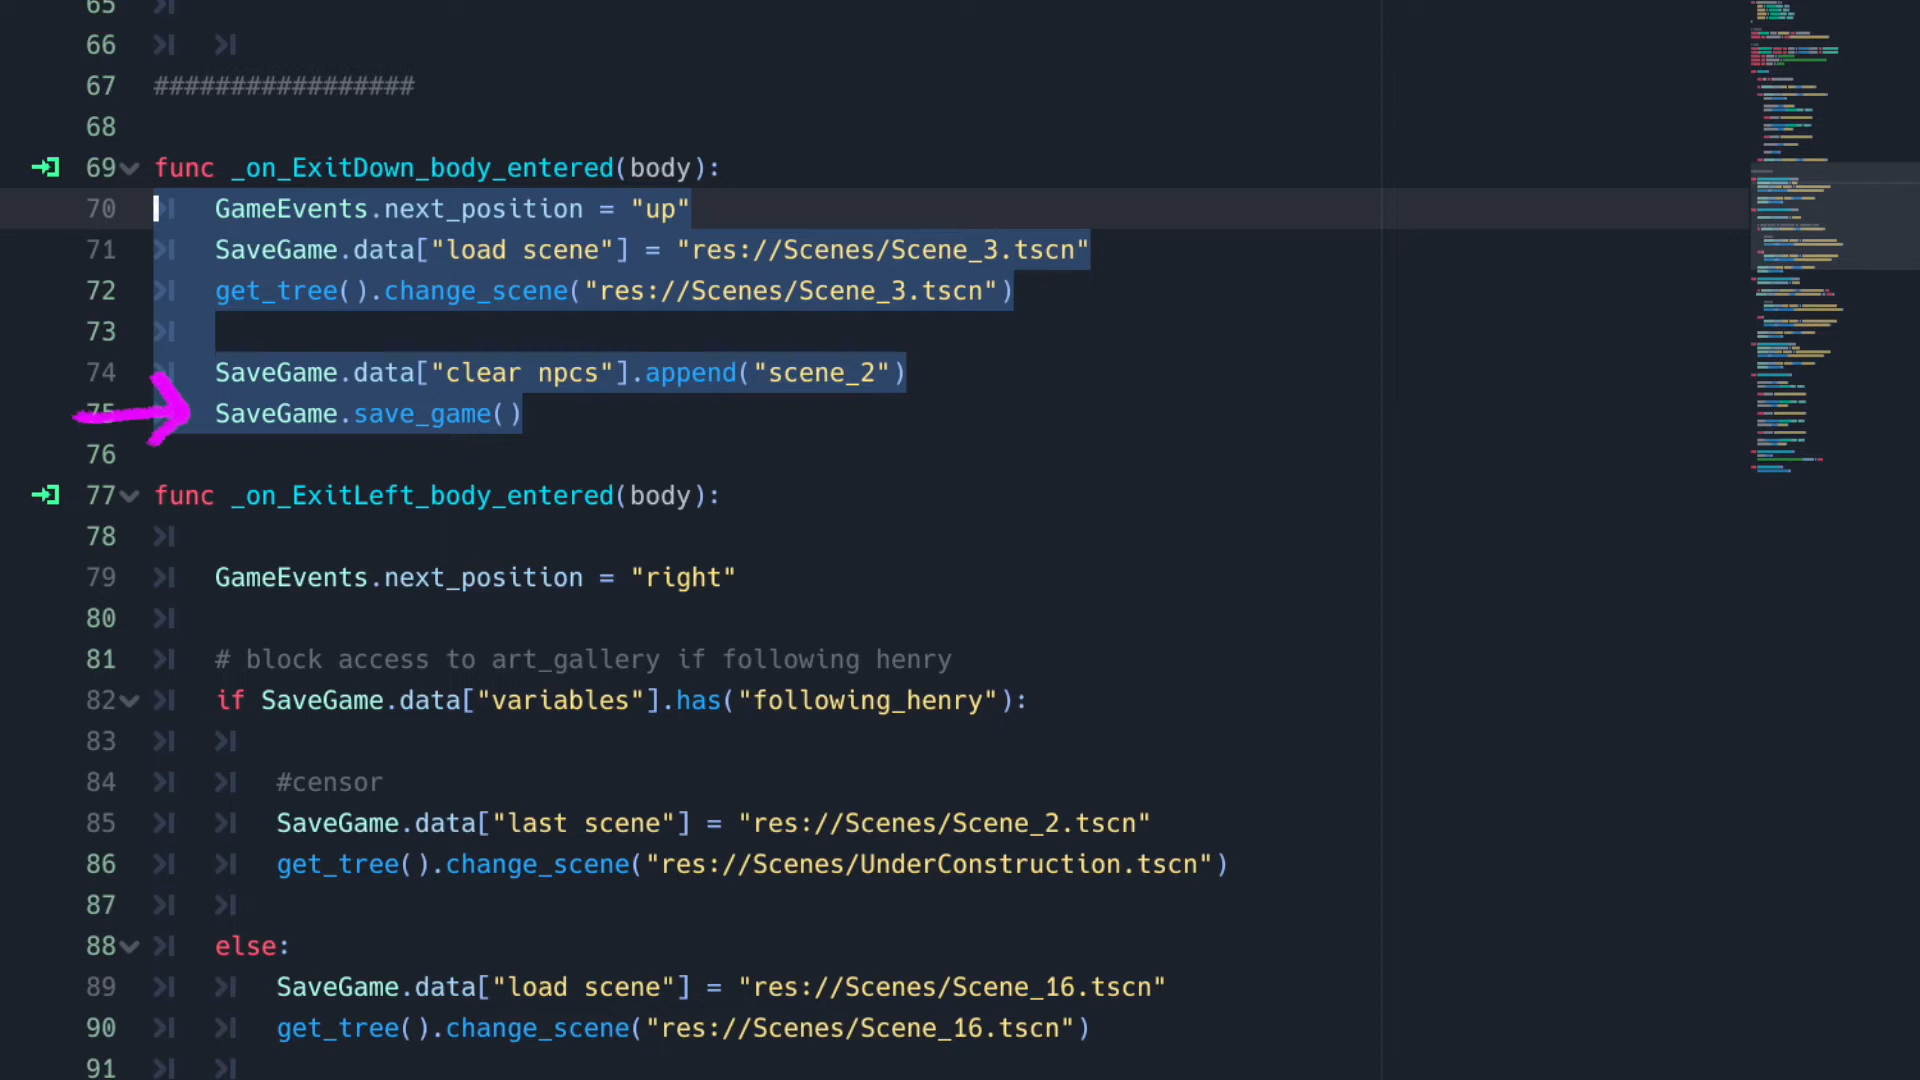 65
66
67 #################
68
69 func _on_ExitDown_body_entered(body):
70 GameEvents.next_position = "up"
71 SaveGame.data["load scene"] = "res://Scenes/Scene_3.tscn"
72 get_tree().change_scene("res://Scenes/Scene_3.tscn")
73
74 SaveGame.data["clear npcs"].append("scene_2")
75 SaveGame.save_game()
76
77 func _on_ExitLeft_body_entered(body):
78
79 GameEvents.next_position = "right"
80
81 # block access to art_gallery if following henry
82 if SaveGame.data["variables"].has("following_henry"):
83
84 #censor
85 SaveGame.data["last scene"] = "res://Scenes/Scene_2.tscn"
86 get_tree().change_scene("res://Scenes/UnderConstruction.tscn")
87
88 else:
89 SaveGame.data["load scene"] = "res://Scenes/Scene_16.tscn"
90 get_tree().change_scene("res://Scenes/Scene_16.tscn")
91